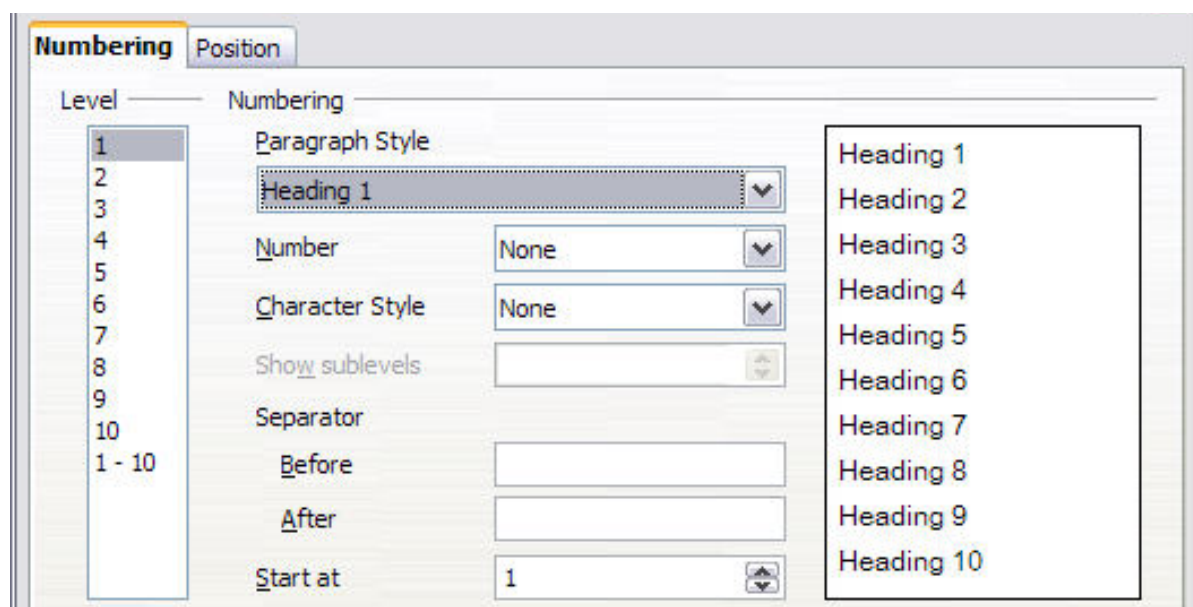 Numbering Position
Level Numbering
1
2
3
4
5
6
7
8
9
10
1 - 10
Paragraph Style
Heading 1
Number None
Character Style None
Show sublevels
Separator
Before
After
Start at 1
Heading 1
Heading 2
Heading 3
Heading 4
Heading 5
Heading 6
Heading 7
Heading 8
Heading 9
Heading 10